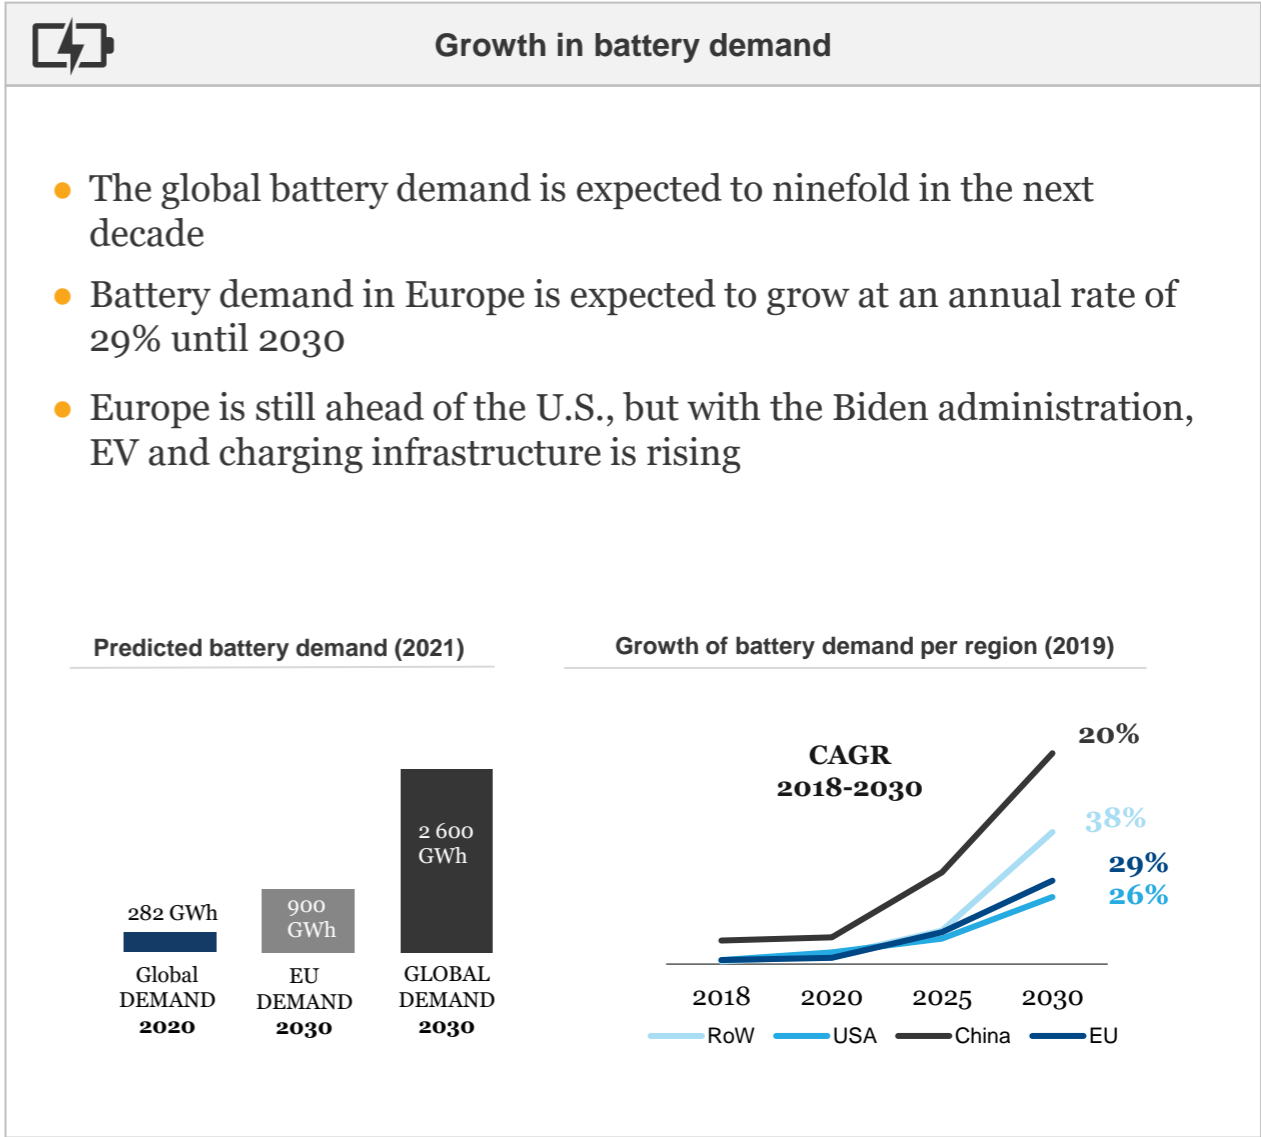 Growth in battery demand
The global battery demand is expected to ninefold in the next
decade
Battery demand in Europe is expected to grow at an annual rate of
29% until 2030
Europe is still ahead of the U.S., but with the Biden administration,
EV and charging infrastructure is rising
Predicted battery demand (2021)
282 GWh
900
GWh
2 600
GWh
Global
DEMAND
2020
EU
DEMAND
2030
GLOBAL
DEMAND
2030
Growth of battery demand per region (2019)
CAGR
2018-2030
20%
38%
29%
26%
2018 2020 2025 2030
RoW USA China EU